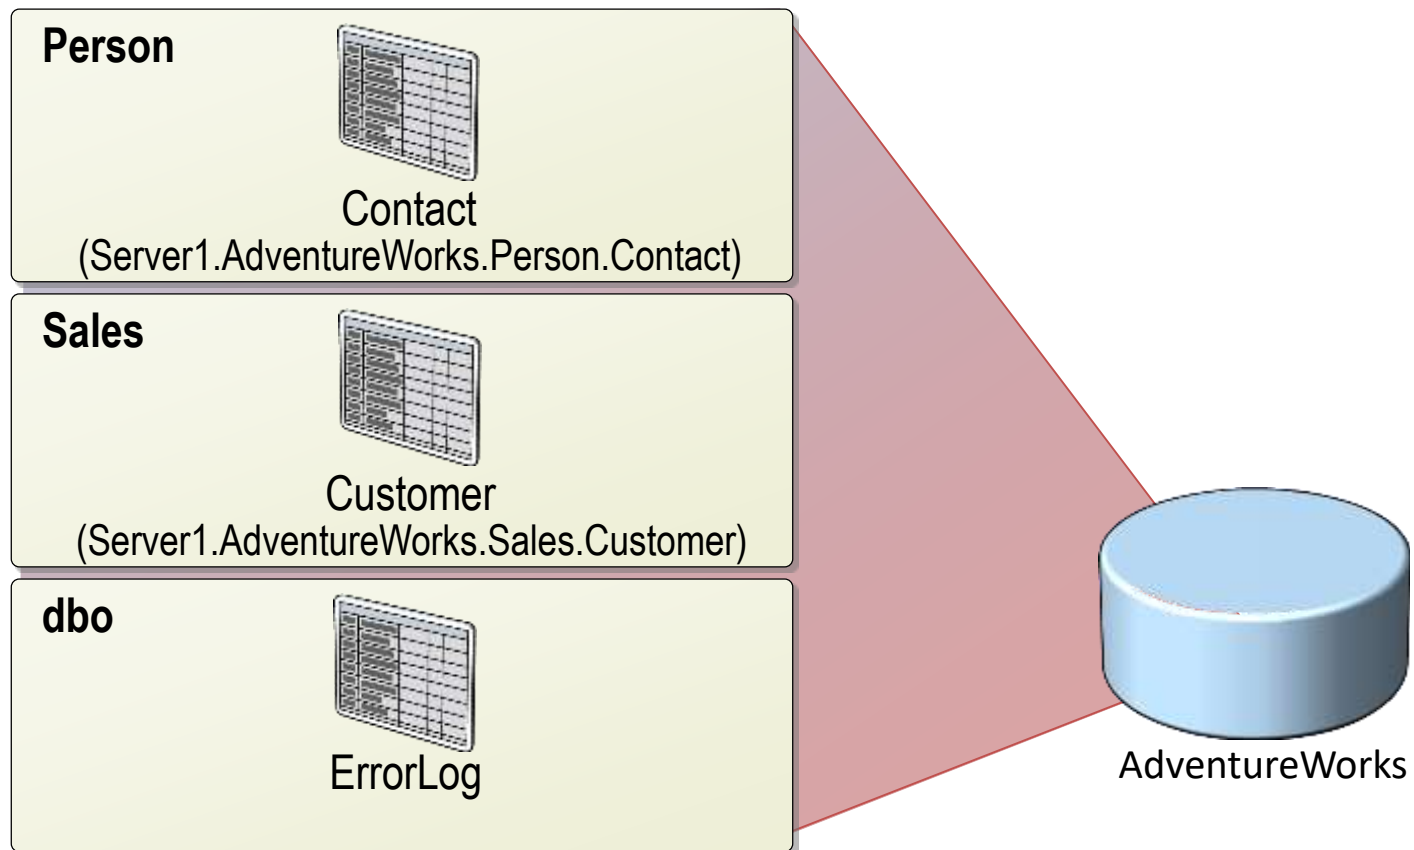 Person
Contact
(Server1.AdventureWorks.Person.Contact)
Sales
Customer
(Server1.AdventureWorks.Sales.Customer)
dbo
ErrorLog
AdventureWorks